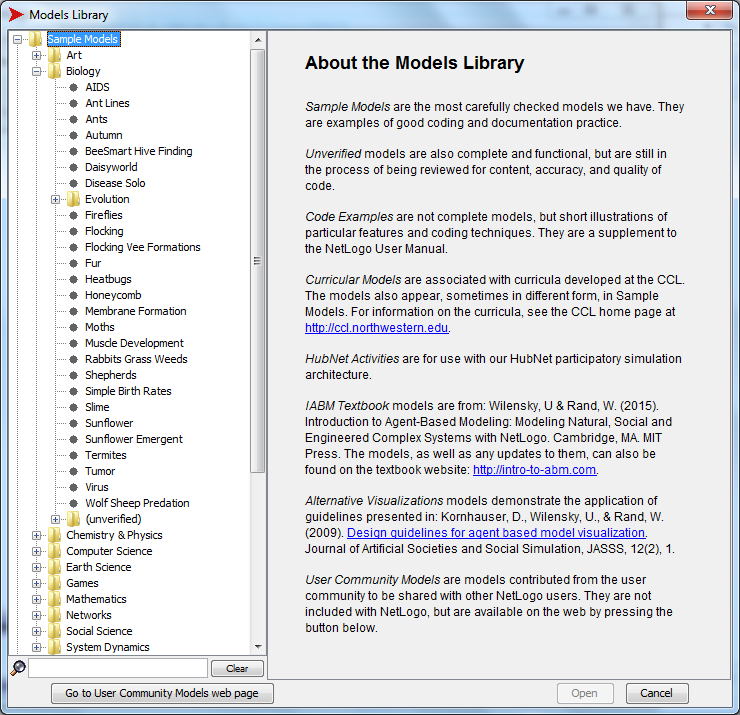 Models Library
Sample Models
Art
Biology
AIDS
Ant Lines
Ants
Autumn
BeeSmart Hive Finding
Daisyworld
Disease Solo
Evolution
Fireflies
Flocking
Flocking Vee Formations
Fur
Heatbugs
Honeycomb
Membrane Formation
Moths
Muscle Development
Rabbits Grass Weeds
Shepherds
Simple Birth Rates
Slime
Sunflower
Sunflower Emergent
Termites
Tumor
Virus
Wolf Sheep Predation
(unverified)
Chemistry & Physics
Computer Science
Earth Science
Games
Mathematics
Networks
Social Science
System Dynamics
Clear
Go to User Community Models web page
About the Models Library
Sample Models are the most carefully checked models we have. They
are examples of good coding and documentation practice.
Unverified models are also complete and functional, but are still in
the process of being reviewed for content, accuracy, and quality of
code.
Code Examples are not complete models, but short illustrations of
particular features and coding techniques. They are a supplement to
the NetLogo User Manual.
Curricular Models are associated with curricula developed at the CCL.
The models also appear, sometimes in different form, in Sample
Models. For information on the curricula, see the CCL home page at
http://ccl.northwestern.edu.
HubNet Activities are for use with our HubNet participatory simulation
architecture.
IABM Textbook models are from: Wilensky, U & Rand, W. (2015).
Introduction to Agent-Based Modeling: Modeling Natural, Social and
Engineered Complex Systems with NetLogo. Cambridge, MA. MIT
Press. The models, as well as any updates to them, can also be
found on the textbook website: http://intro-to-abm.com.
Alternative Visualizations models demonstrate the application of
guidelines presented in: Kornhauser, D., Wilensky, U., & Rand, W.
(2009). Design guidelines for agent based model visualization.
Journal of Artificial Societies and Social Simulation, JASSS, 12(2), 1.
User Community Models are models contributed from the user
community to be shared with other NetLogo users. They are not
included with NetLogo, but are available on the web by pressing the
button below.
Open
Cancel